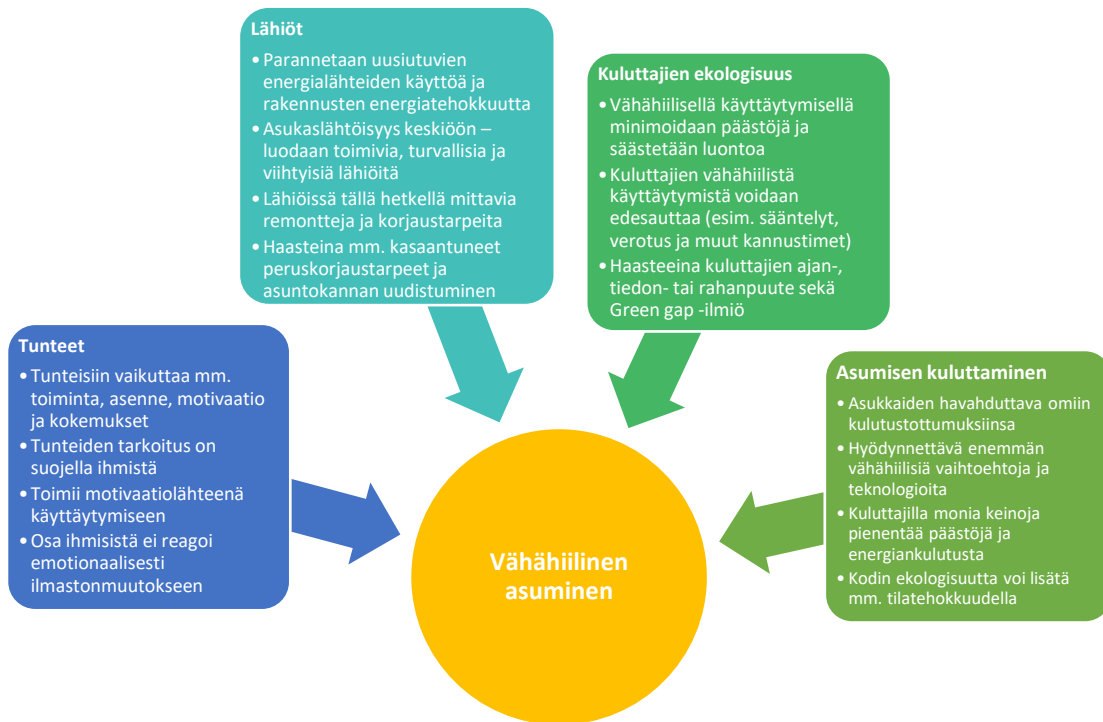 Lähiöt
• Parannetaan uusiutuvien
energialähteiden käyttöä ja
rakennusten energiatehokkuutta
• Asukaslähtöisyys keskiöön –
luodaan toimivia, turvallisia ja
viihtyisiä lähiöitä
• Lähiöissä tällä hetkellä mittavia
remontteja ja korjaustarpeita
• Haasteina mm. kasaantuneet
peruskorjaustarpeet ja
asuntokannan uudistuminen
Kuluttajien ekologisuus
• Vähähiilisellä käyttäytymisellä
minimoidaan päästöjä ja
säästetään luontoa
• Kuluttajien vähähiilistä
käyttäytymistä voidaan
edesauttaa (esim. sääntelyt,
verotus ja muut kannustimet)
• Haasteeina kuluttajien ajan-,
tiedon- tai rahanpuute sekä
Green gap -ilmiö
Tunteet
• Tunteisiin vaikuttaa mm.
toiminta, asenne, motivaatio
ja kokemukset
• Tunteiden tarkoitus on
suojella ihmistä
• Toimii motivaatiolähteenä
käyttäytymiseen
• Osa ihmisistä ei reagoi
emotionaalisesti
ilmastonmuutokseen
Asumisen kuluttaminen
• Asukkaiden havahduttava omiin
kulutustottumuksiinsa
• Hyödynnettävä enemmän
vähähiilisiä vaihtoehtoja ja
teknologioita
• Kuluttajilla monia keinoja
pienentää päästöjä ja
energiankulutusta
• Kodin ekologisuutta voi lisätä
mm. tilatehokkuudella
Vähähiilinen
asuminen